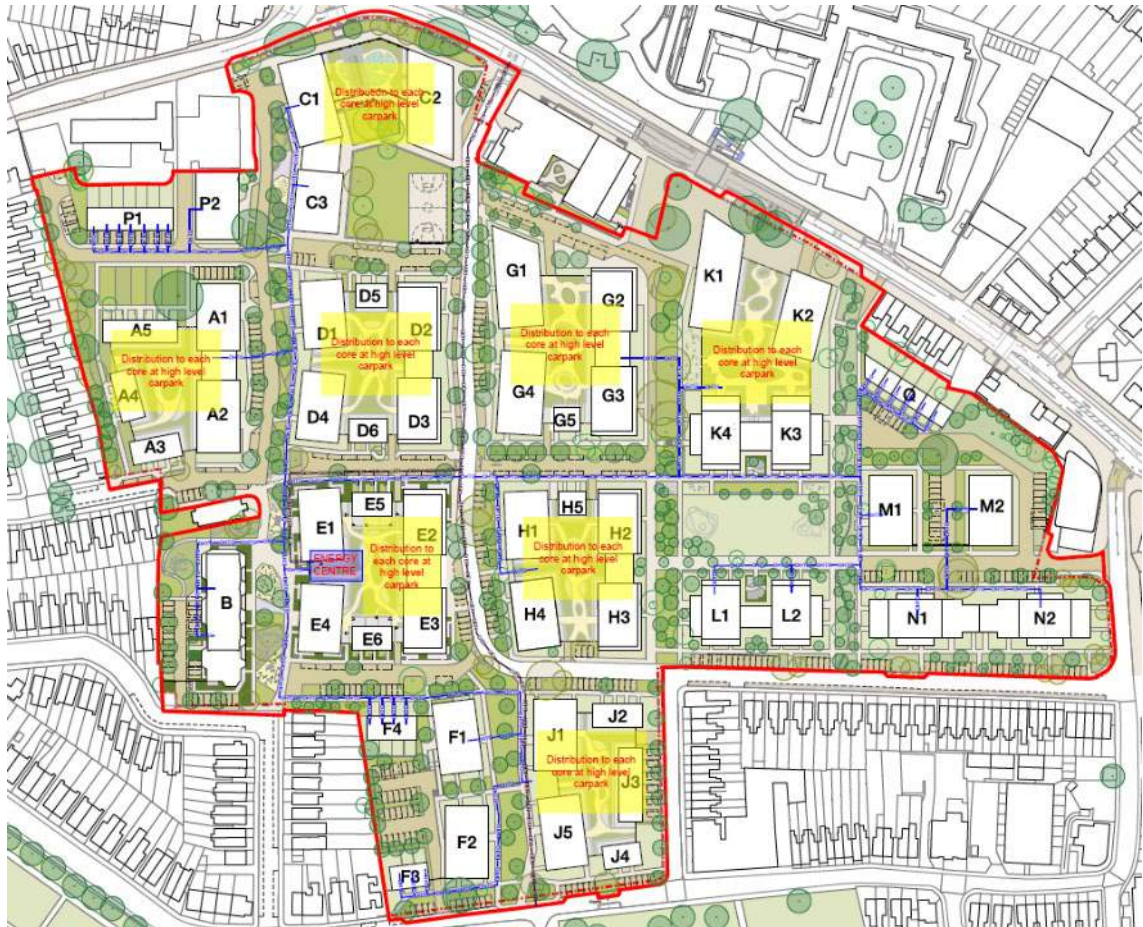 C1
C2
Distribution to each
core at high level
carpark
C3
P1
P2
A5
A1
Distribution to each
core at high level
carpark
A4
A2
A3
D5
D1
D2
Distribution to each
core at high level
carpark
D4
D6
D3
G1
G2
Distribution to each
core at high level
carpark
G4
G5
G3
K1
K2
Distribution to each
core at high level
carpark
K4
K3
O
E1
E5
E2
Distribution to each
core at high level
carpark
ENERGY
CENTRE
E4
E6
E3
B
H1
H5
H2
Distribution to each
core at high level
carpark
H4
H3
M1
M2
L1
L2
N1
N2
F4
F1
F2
F3
J1
J2
Distribution to each
core at high level
carpark
J3
J5
J4